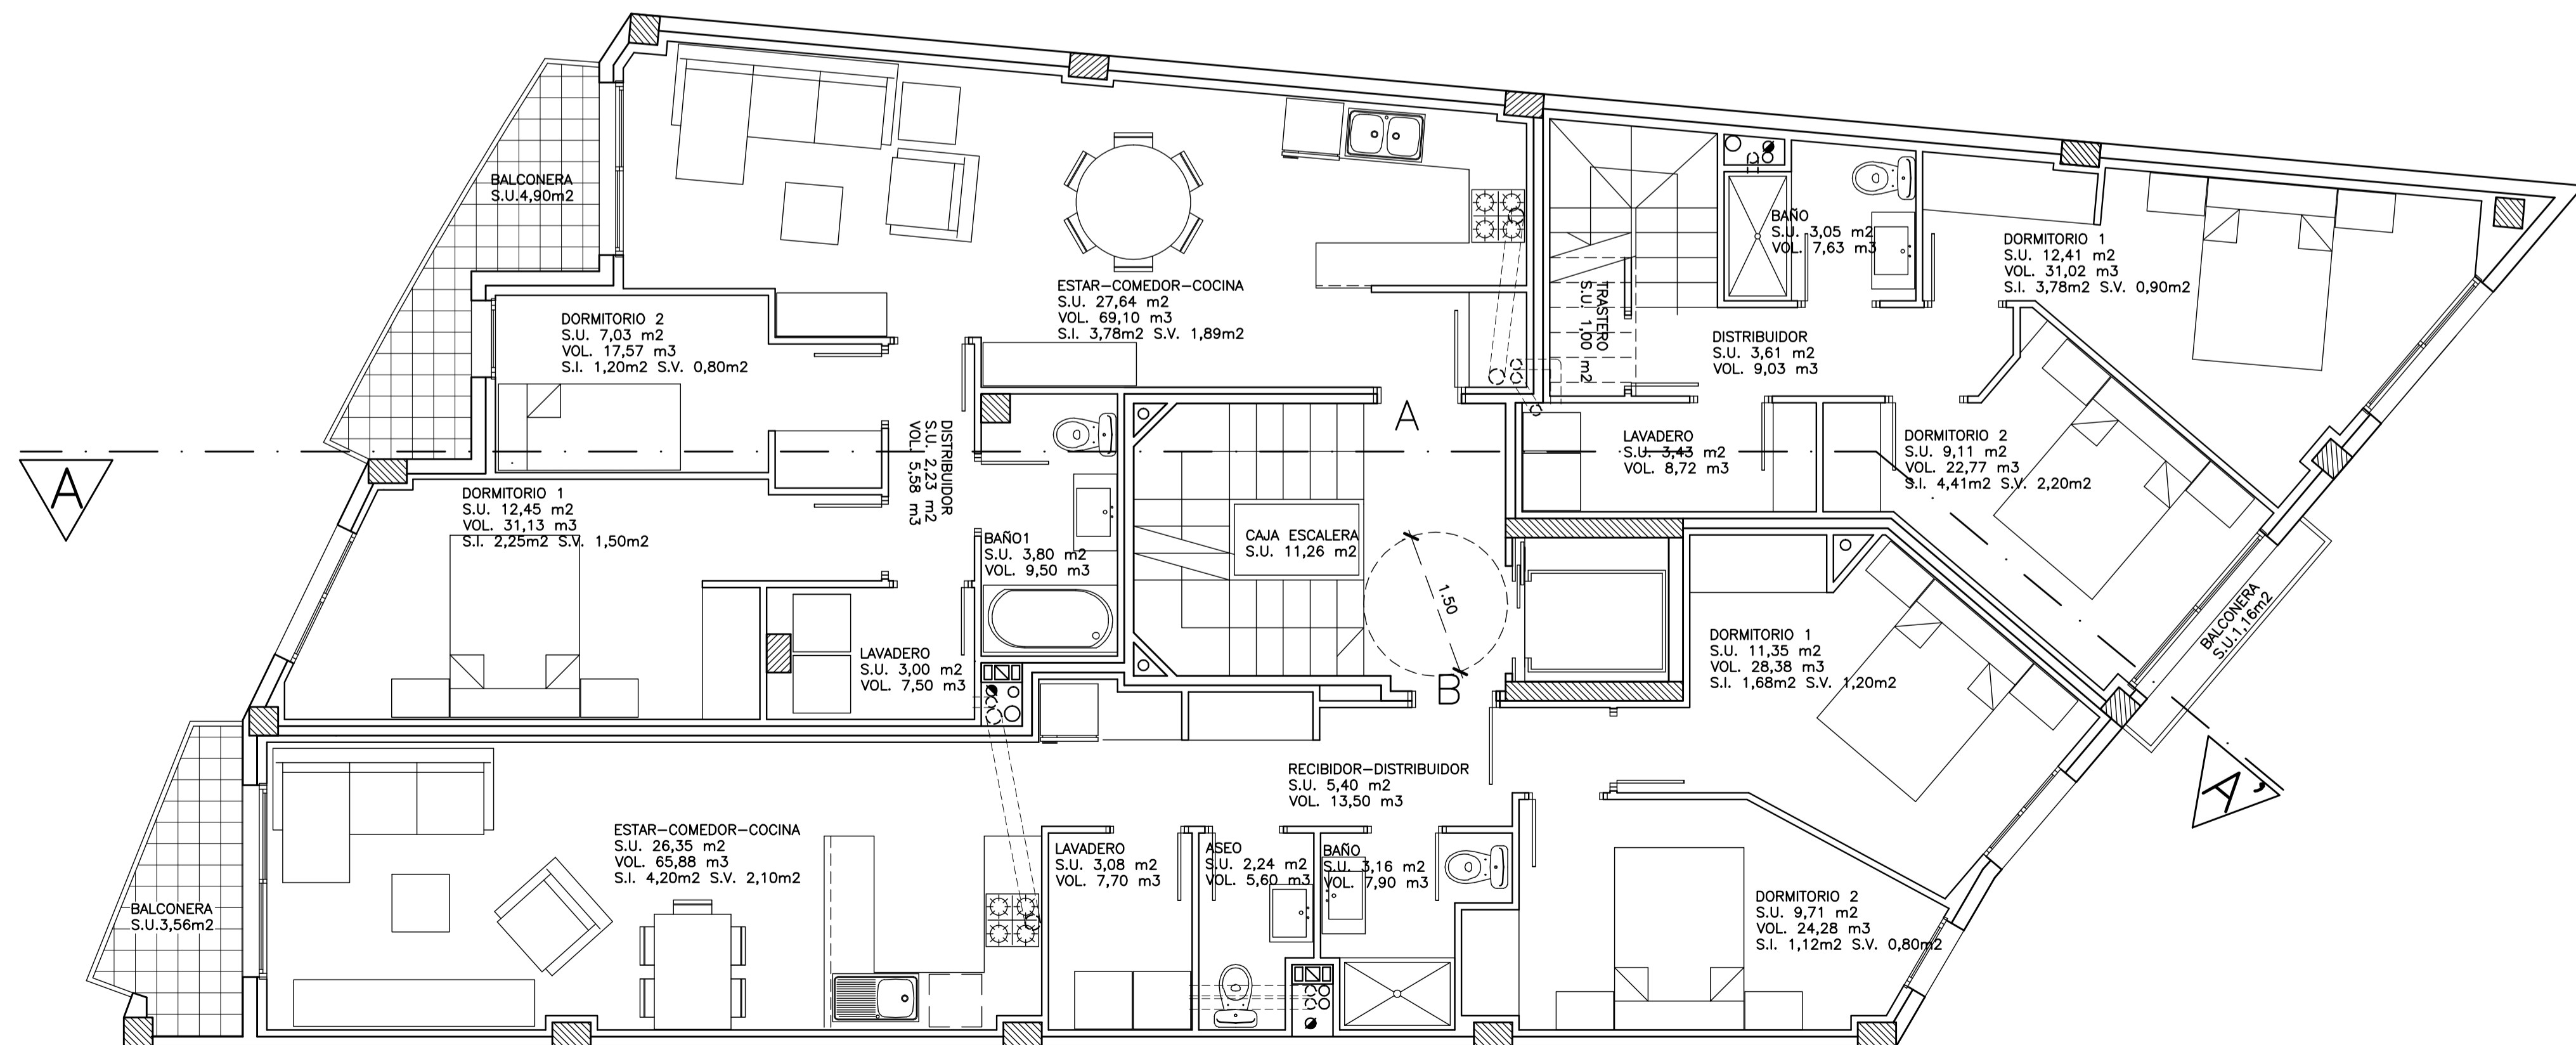 BALCONERA
S.U.4,90m2
ESTAR-COMEDOR-COCINA
S.U. 27,64 m2
VOL. 69,10 m3
S.I. 3,78m2 S.V. 1,89m2
DORMITORIO 2
S.U. 7,03 m2
VOL. 17,57 m3
S.I. 1,20m2 S.V. 0,80m2
TRASTERO
S.U. 1,00 m2
BAÑO
S.U. 3,05 m2
VOL. 7,63 m3
DORMITORIO 1
S.U. 12,41 m2
VOL. 31,02 m3
S.I. 3,78m2 S.V. 0,90m2
DISTRIBUIDOR
S.U. 3,61 m2
VOL. 9,03 m3
A
A
DISTRIBUIDOR
S.U. 2,23 m2
VOL. 5,58 m3
LAVADERO
S.U. 3,43 m2
VOL. 8,72 m3
DORMITORIO 2
S.U. 9,11 m2
VOL. 22,77 m3
S.I. 4,41m2 S.V. 2,20m2
DORMITORIO 1
S.U. 12,45 m2
VOL. 31,13 m3
S.I. 2,25m2 S.V. 1,50m2
BAÑO1
S.U. 3,80 m2
VOL. 9,50 m3
CAJA ESCALERA
S.U. 11,26 m2
1.50
BALCONERA
S.U.1,16m2
LAVADERO
S.U. 3,00 m2
VOL. 7,50 m3
DORMITORIO 1
S.U. 11,35 m2
VOL. 28,38 m3
S.I. 1,68m2 S.V. 1,20m2
B
RECIBIDOR-DISTRIBUIDOR
S.U. 5,40 m2
VOL. 13,50 m3
A'
ESTAR-COMEDOR-COCINA
S.U. 26,35 m2
VOL. 65,88 m3
S.I. 4,20m2 S.V. 2,10m2
LAVADERO
S.U. 3,08 m2
VOL. 7,70 m3
ASEO
S.U. 2,24 m2
VOL. 5,60 m3
BAÑO
S.U. 3,16 m2
VOL. 7,90 m3
BALCONERA
S.U.3,56m2
DORMITORIO 2
S.U. 9,71 m2
VOL. 24,28 m3
S.I. 1,12m2 S.V. 0,80m2